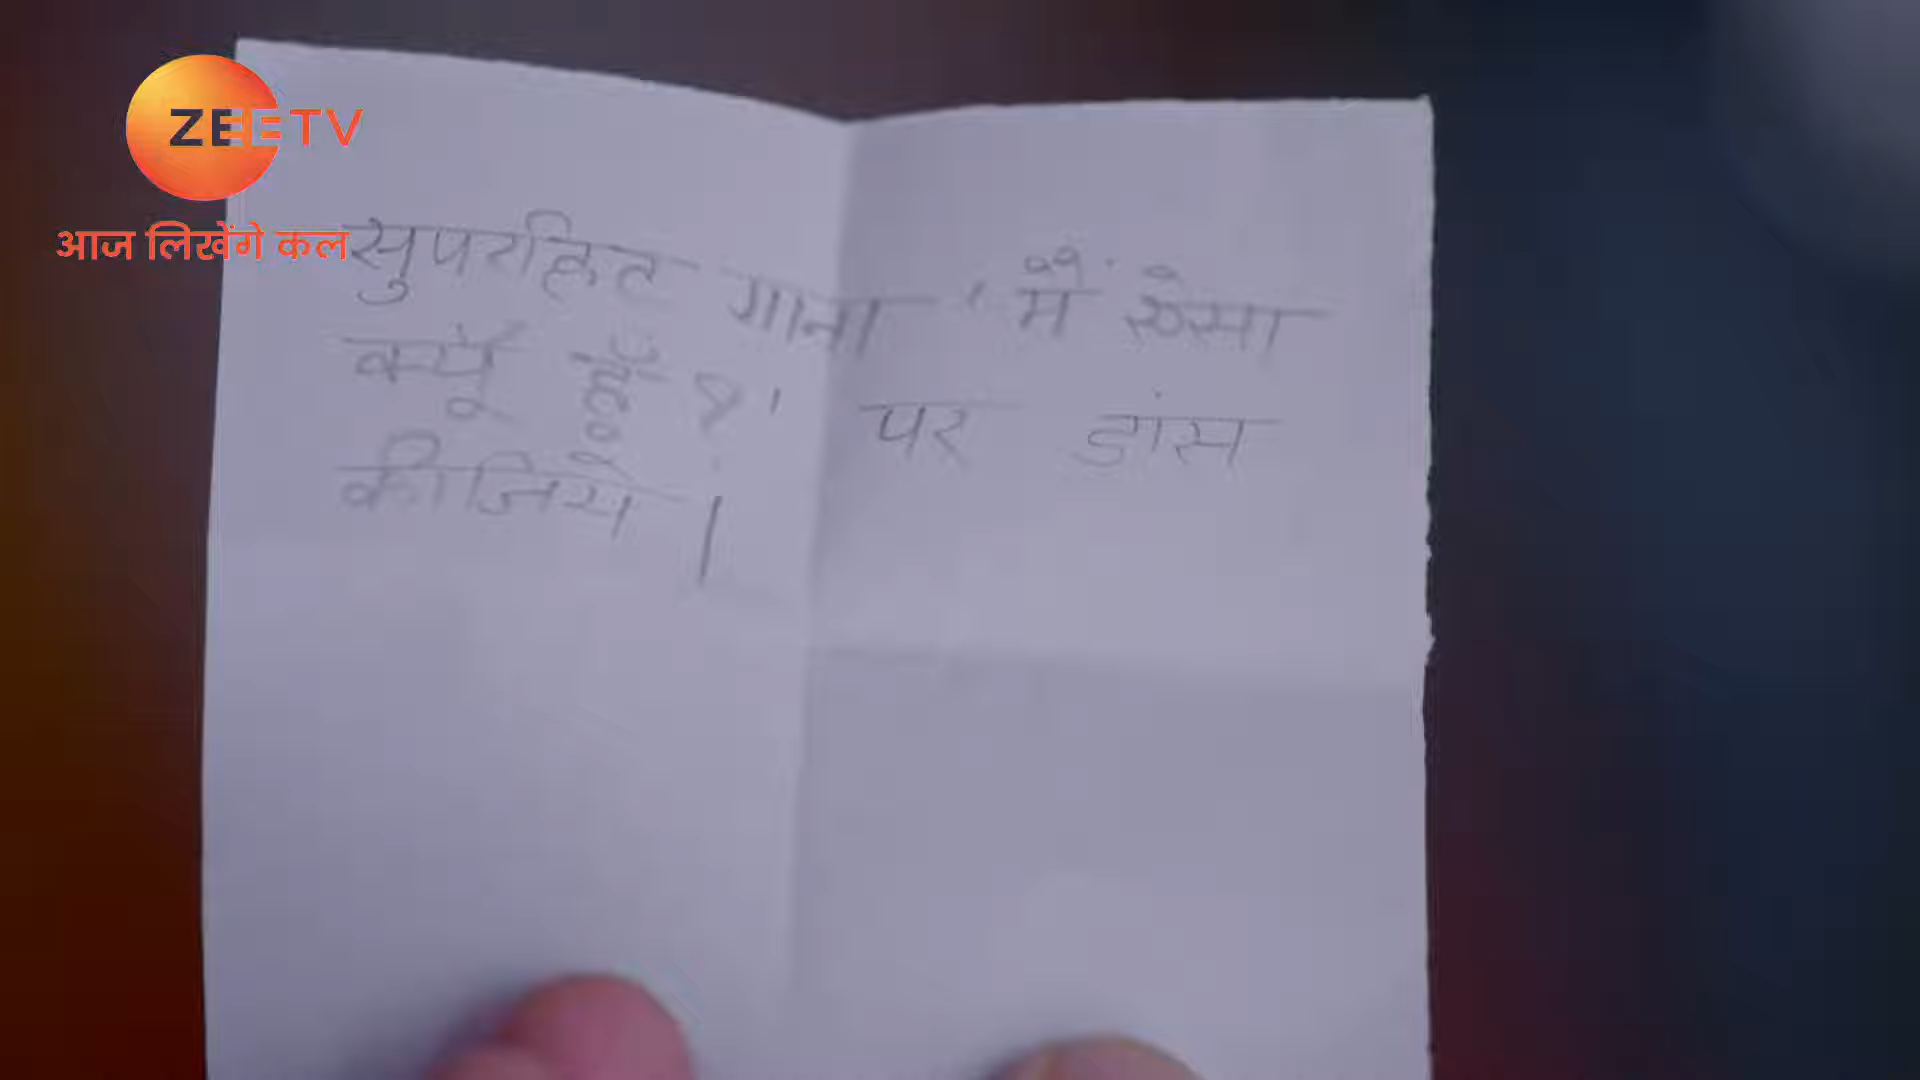 ZEE TV
आज लिखेंगे कल
सुपरहिट गाना 'मैं ऐसा
क्यूँ हूँ?' पर डांस
कीजिये।